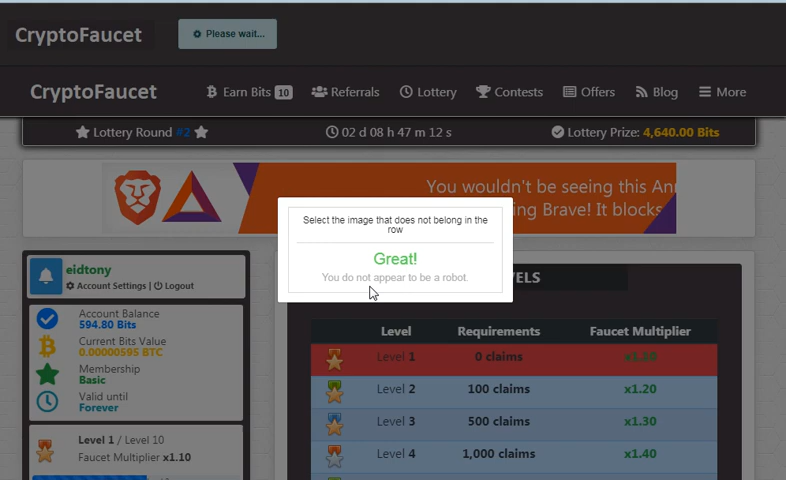 CryptoFaucet
Please wait...
CryptoFaucet
Earn Bits 10 Referrals Lottery Contests Offers Blog More
Lottery Round #2
02 d 08 h 47 m 12 s
Lottery Prize: 4,640.00 Bits
You wouldn't be seeing this
ing Brave! It blocks
Select the image that does not belong in the
row
Great!
You do not appear to be a robot.
eidtony
Account Settings | Logout
Account Balance
594.80 Bits
Current Bits Value
0.00000595 BTC
Membership
Basic
Valid until
Forever
Level 1 / Level 10
Faucet Multiplier x1.10
VELS
Level Requirements Faucet Multiplier
Level 1 0 claims
Level 2 100 claims x1.20
Level 3 500 claims x1.30
Level 4 1,000 claims x1.40